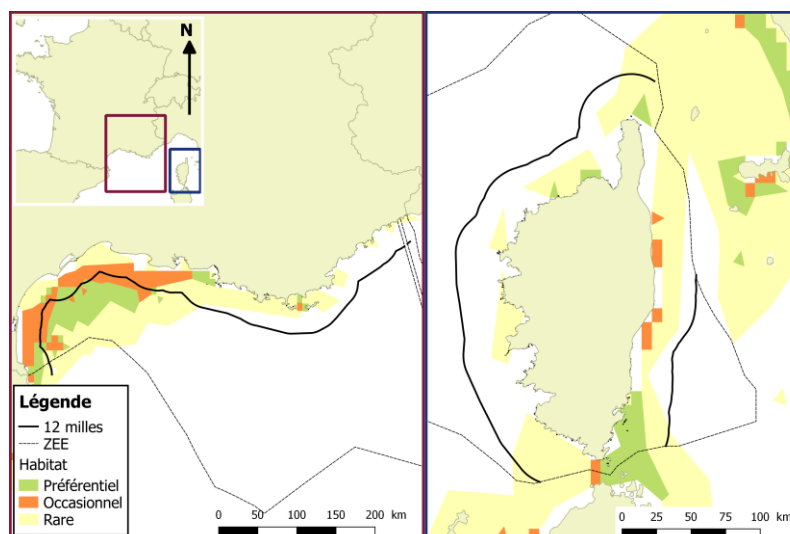 N
Légende
12 milles
ZEE
Habitat
Préférentiel
Occasionnel
Rare
0 50 100 150 200 km
0 25 50 75 100 km